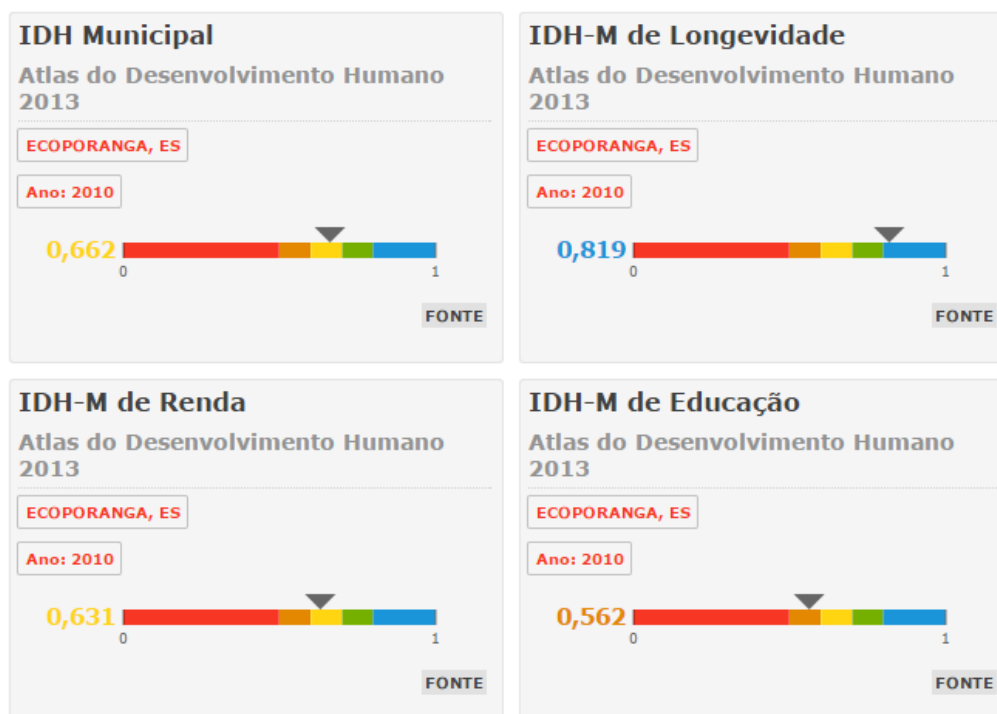 IDH Municipal
Atlas do Desenvolvimento Humano
2013
ECOPORANGA, ES
Ano: 2010
0,662
0
1
FONTE
IDH-M de Longevidade
Atlas do Desenvolvimento Humano
2013
ECOPORANGA, ES
Ano: 2010
0,819
0
1
FONTE
IDH-M de Renda
Atlas do Desenvolvimento Humano
2013
ECOPORANGA, ES
Ano: 2010
0,631
0
1
FONTE
IDH-M de Educação
Atlas do Desenvolvimento Humano
2013
ECOPORANGA, ES
Ano: 2010
0,562
0
1
FONTE